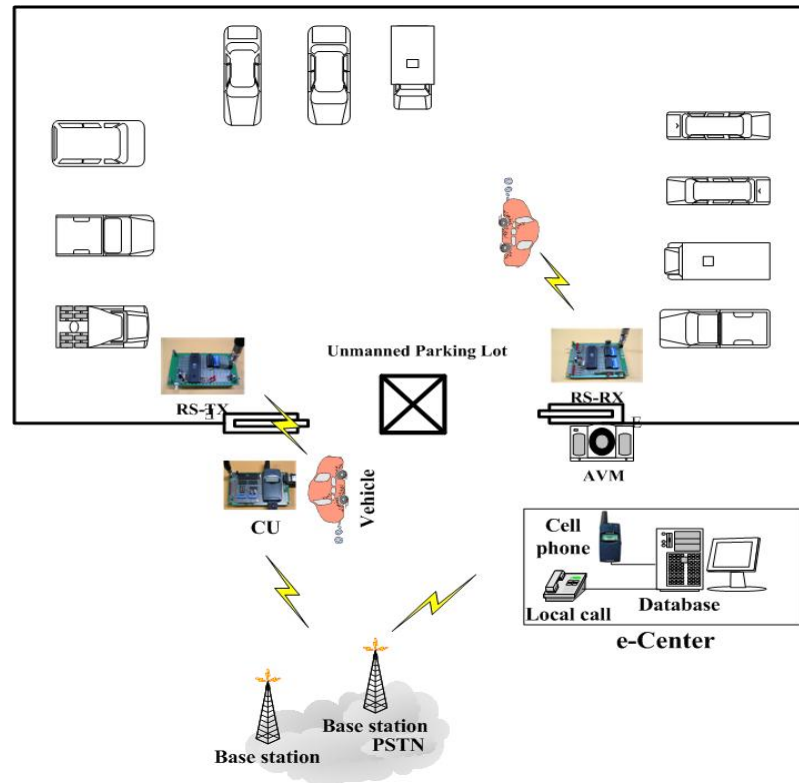 Unmanned Parking Lot
RS-TX
E
RS-RX
E
AVM
CU
Vehicle
Cell
phone
Local call
Database
e-Center
Base station
Base station
PSTN